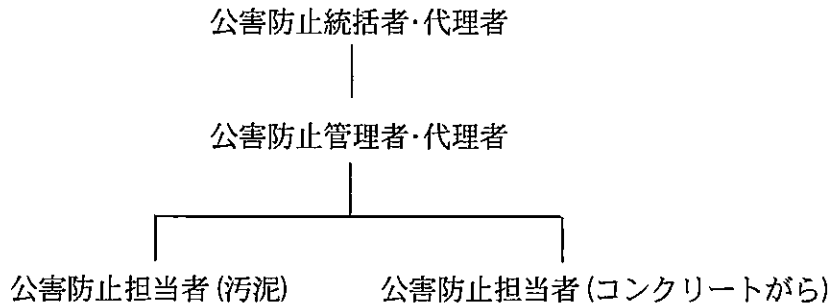 公害防止統括者·代理者
公害防止管理者·代理者
公害防止担当者(汚泥)
公害防止担当者(コンクリートがら)